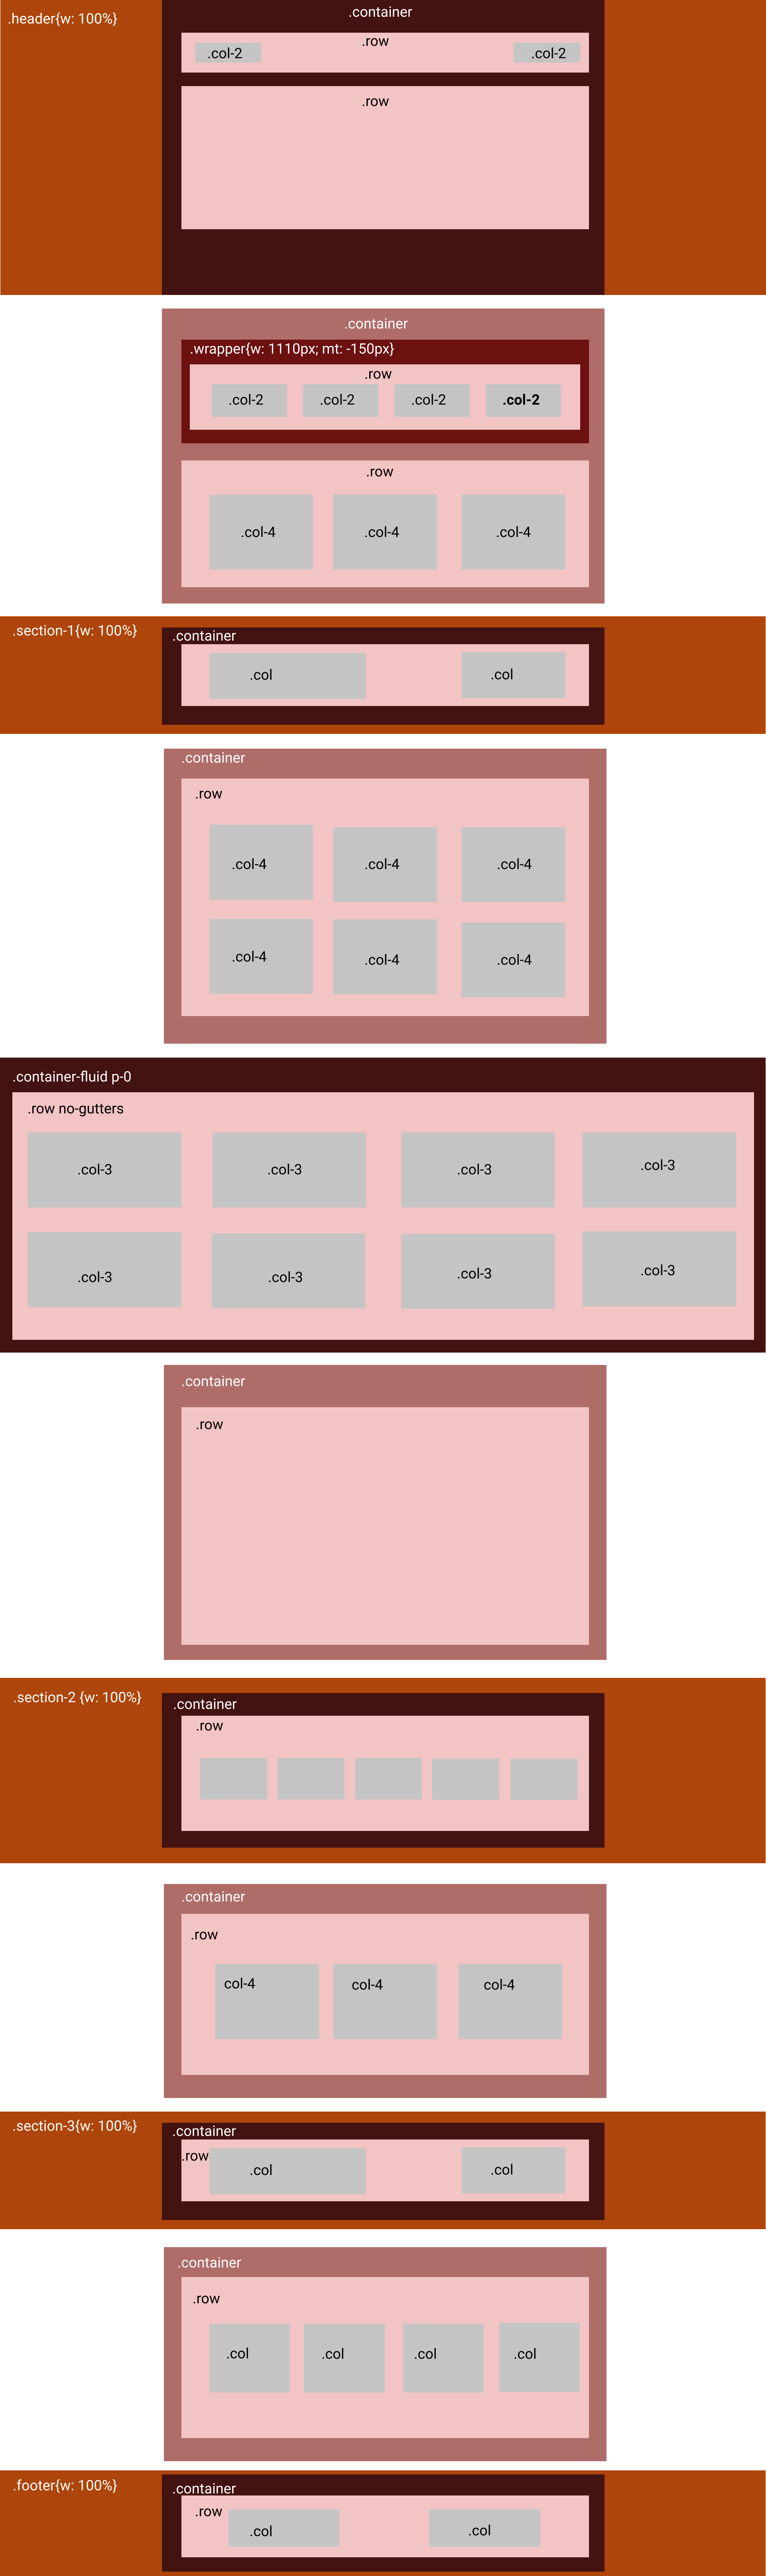 .header{w: 100%}
.container
.row
.col-2
.col-2
.row
.container
.wrapper{w: 1110px; mt: -150px}
.row
.col-2
.col-2
.col-2
.col-2
.row
.col-4
.col-4
.col-4
.section-1{w: 100%}
.container
.col
.col
.container
.row
.col-4
.col-4
.col-4
.col-4
.col-4
.col-4
.container-fluid p-0
.row no-gutters
.col-3
.col-3
.col-3
.col-3
.col-3
.col-3
.col-3
.col-3
.container
.row
.section-2 {w: 100%}
.container
.row
.container
.row
col-4
col-4
col-4
.section-3{w: 100%}
.container
.row
.col
.col
.container
.row
.col
.col
.col
.col
.footer{w: 100%}
.container
.row
.col
.col